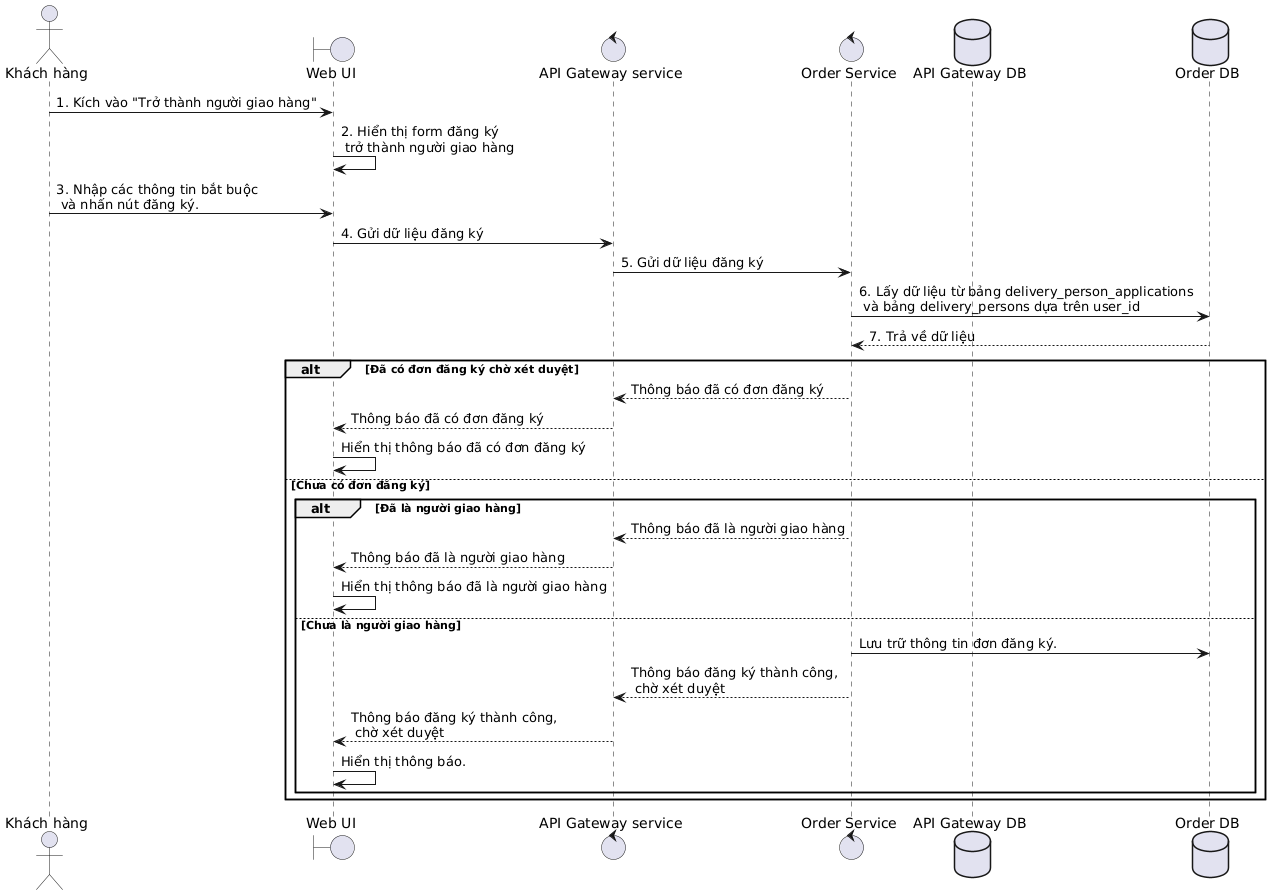 Khách hàng
Web UI
API Gateway service
Order Service
API Gateway DB
Order DB
1. Kích vào "Trở thành người giao hàng"
2. Hiển thị form đăng ký
trở thành người giao hàng
3. Nhập các thông tin bắt buộc
và nhấn nút đăng ký.
4. Gửi dữ liệu đăng ký
5. Gửi dữ liệu đăng ký
6. Lấy dữ liệu từ bảng delivery_person_applications
và bảng delivery_persons dựa trên user_id
7. Trả về dữ liệu
alt [Đã có đơn đăng ký chờ xét duyệt]
Thông báo đã có đơn đăng ký
Thông báo đã có đơn đăng ký
Hiển thị thông báo đã có đơn đăng ký
[Chưa có đơn đăng ký]
alt [Đã là người giao hàng]
Thông báo đã là người giao hàng
Thông báo đã là người giao hàng
Hiển thị thông báo đã là người giao hàng
[Chưa là người giao hàng]
Lưu trữ thông tin đơn đăng ký.
Thông báo đăng ký thành công,
chờ xét duyệt
Thông báo đăng ký thành công,
chờ xét duyệt
Hiển thị thông báo.
Khách hàng
Web UI
API Gateway service
Order Service
API Gateway DB
Order DB